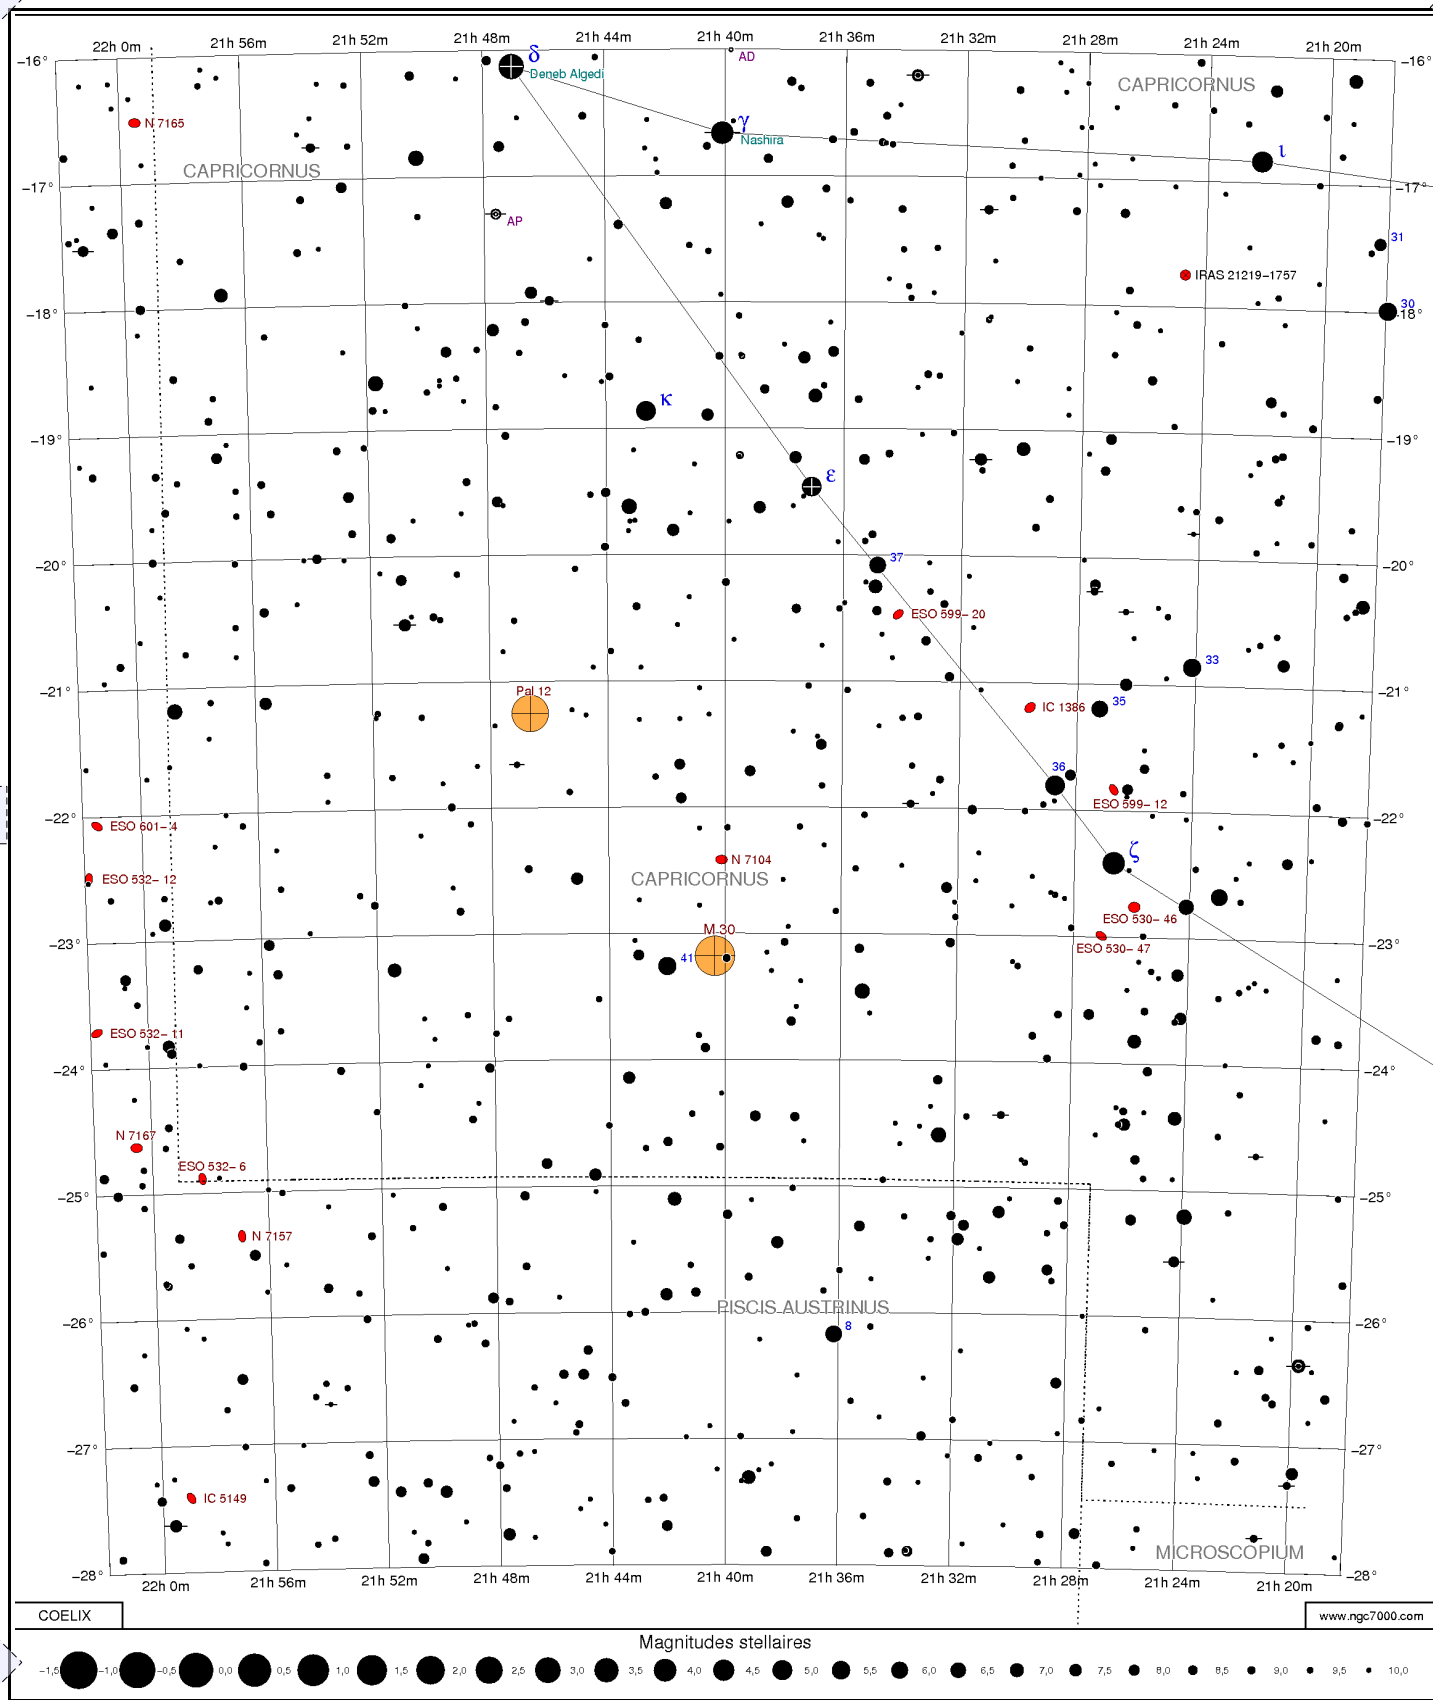 22h 0m 21h 56m 21h 52m 21h 48m 21h 44m 21h 40m 21h 36m 21h 32m 21h 28m 21h 24m 21h 20m
−16° −16°
δ
Deneb Algedi
AD
CAPRICORNUS
N 7165
γ
Nashira
ι
CAPRICORNUS
−17° −17°
AP
31
IRAS 21219−1757
30
−18° −18°
κ
−19° −19°
ε
37
−20° −20°
ESO 599− 20
33
−21° −21°
Pal 12
IC 1386
35
36
ESO 599− 12
−22° −22°
ESO 601− 4
ζ
N 7104
ESO 532− 12
CAPRICORNUS
ESO 530− 46
M 30
−23° −23°
ESO 530− 47
41
ESO 532− 11
−24° −24°
N 7167
ESO 532− 6
−25° −25°
N 7157
PISCIS AUSTRINUS
−26° −26°
8
−27° −27°
IC 5149
MICROSCOPIUM
−28° −28°
22h 0m 21h 56m 21h 52m 21h 48m 21h 44m 21h 40m 21h 36m 21h 32m 21h 28m 21h 24m 21h 20m
COELIX
www.ngc7000.com
Magnitudes stellaires
−1,5 −1,0 −0,5 0,0 0,5 1,0 1,5 2,0 2,5 3,0 3,5 4,0 4,5 5,0 5,5 6,0 6,5 7,0 7,5 8,0 8,5 9,0 9,5 10,0